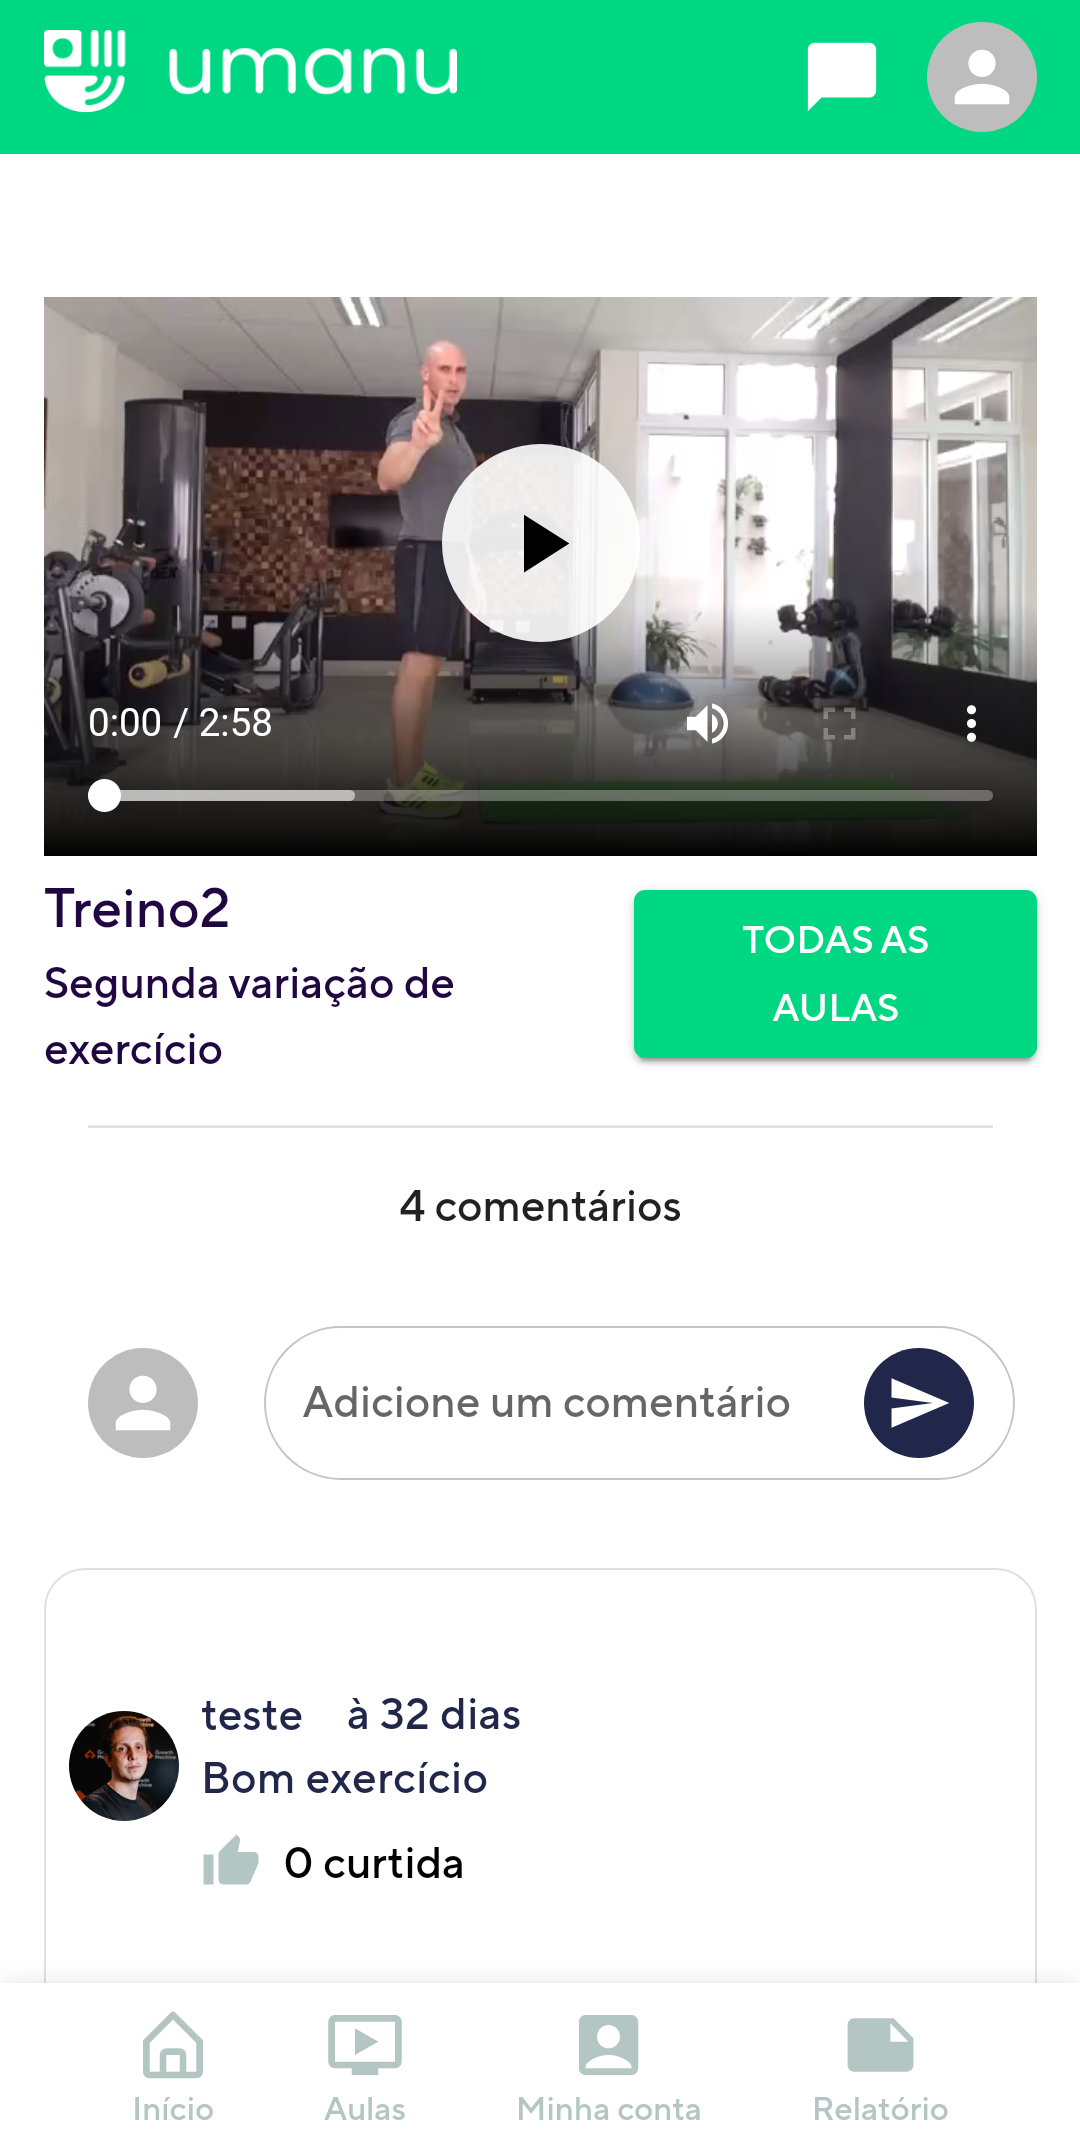 umanu
0:00 / 2:58
Treino2
Segunda variação de
exercício
TODAS AS
AULAS
4 comentários
Adicione um comentário
teste à 32 dias
Bom exercício
0 curtida
Início
Aulas
Minha conta
Relatório